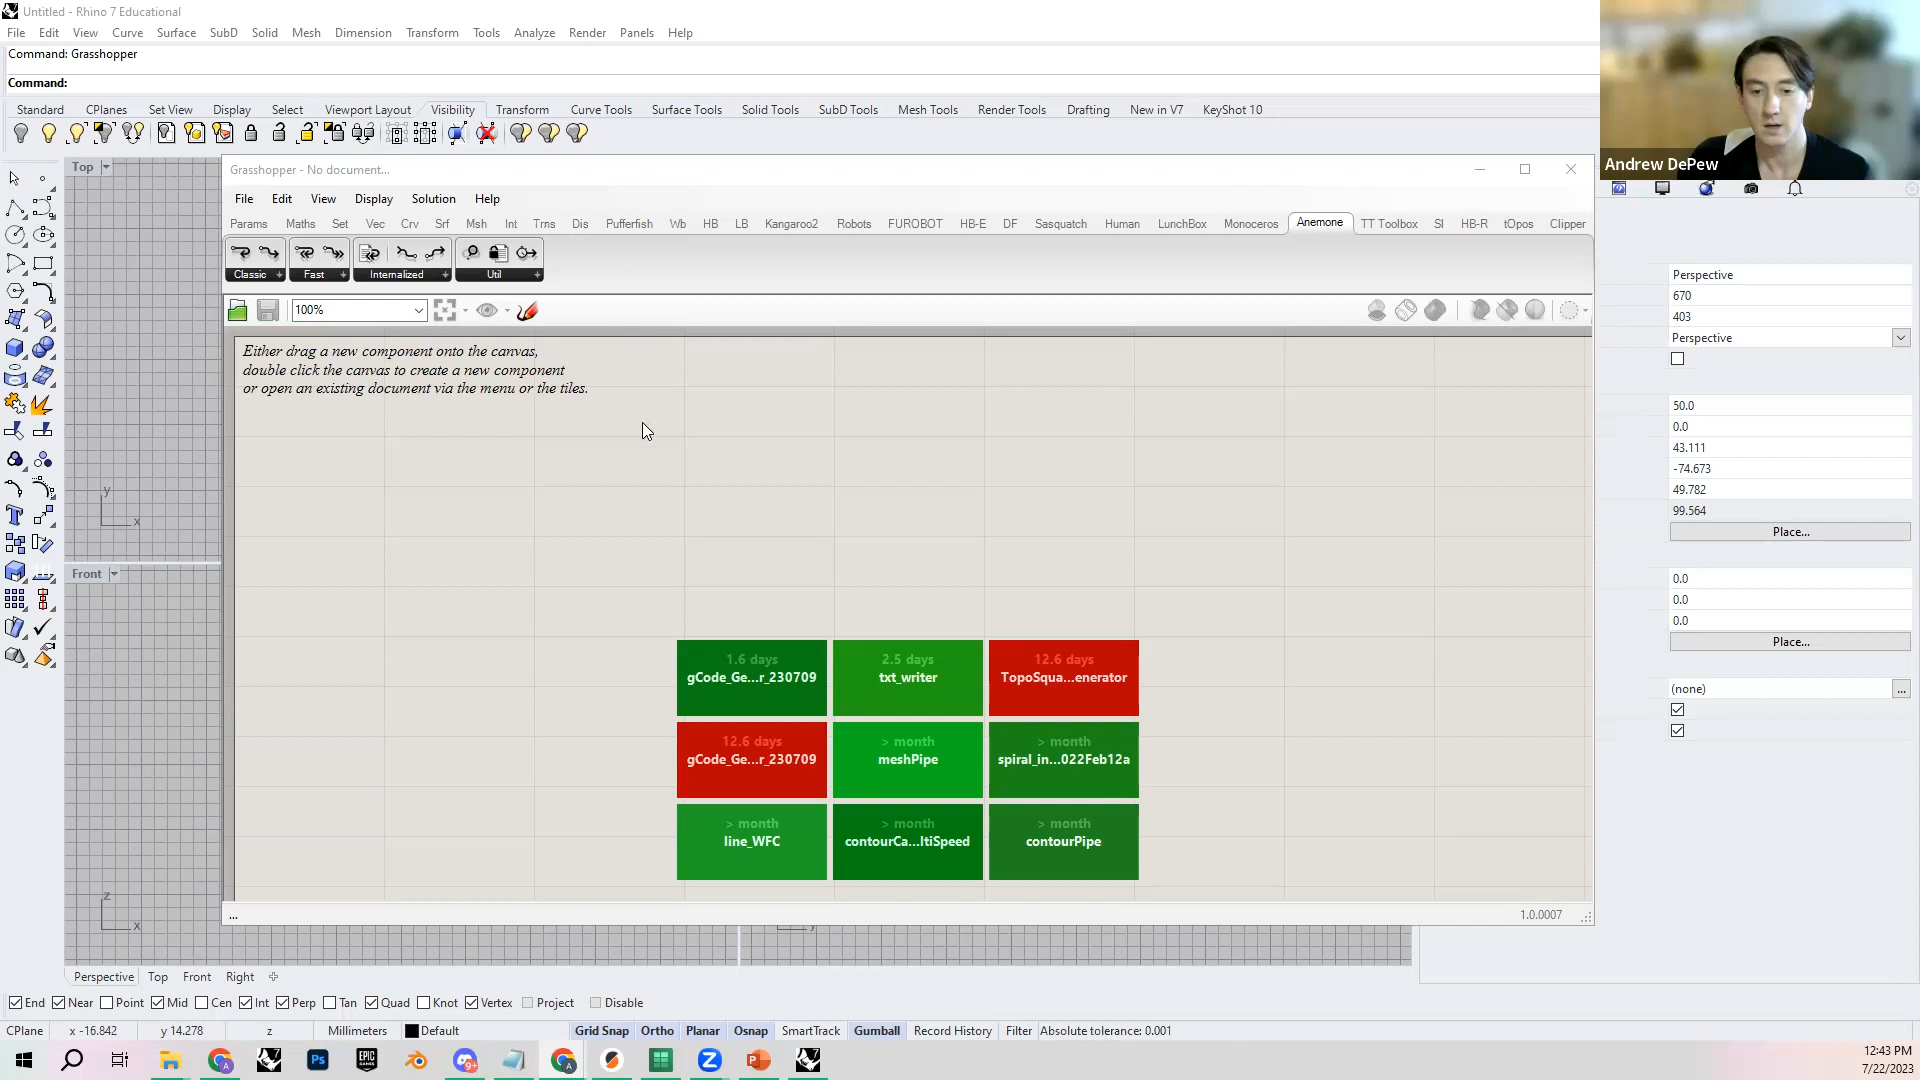 Untitled - Rhino 7 Educational
File Edit View Curve Surface SubD Solid Mesh Dimension Transform Tools Analyze Render Panels Help
Command: Grasshopper
Command:
Standard CPlanes Set View Display Select Viewport Layout Visibility Transform Curve Tools Surface Tools Solid Tools SubD Tools Mesh Tools Render Tools Drafting New in V7 KeyShot 10
Andrew DePew
Top
Grasshopper - No document...
File Edit View Display Solution Help
Params Maths Set Vec Crv Srf Msh Int Trns Dis Pufferfish Wb HB LB Kangaroo2 Robots FUROBOT HB-E DF Sasquatch Human LunchBox Monoceros Anemone TT Toolbox SI HB-R tOpos Clipper
Classic Fast Internalized Util
100%
Either drag a new component onto the canvas,
double click the canvas to create a new component
or open an existing document via the menu or the tiles.
Perspective
670
403
Perspective
50.0
0.0
43.111
-74.673
49.782
99.564
Place...
0.0
0.0
0.0
Place...
(none)
...
y
x
Front
z
x
1.6 days
gCode_Ge...r_230709
2.5 days
txt_writer
12.6 days
TopoSqua...enerator
12.6 days
gCode_Ge...r_230709
> month
meshPipe
> month
spiral_in...022Feb12a
> month
line_WFC
> month
contourCa...ltiSpeed
> month
contourPipe
...
1.0.0007
Perspective Top Front Right
End Near Point Mid Cen Int Perp Tan Quad Knot Vertex Project Disable
CPlane x -16.842 y 14.278 z Millimeters Default Grid Snap Ortho Planar Osnap SmartTrack Gumball Record History Filter Absolute tolerance: 0.001
12:43 PM
7/22/2023